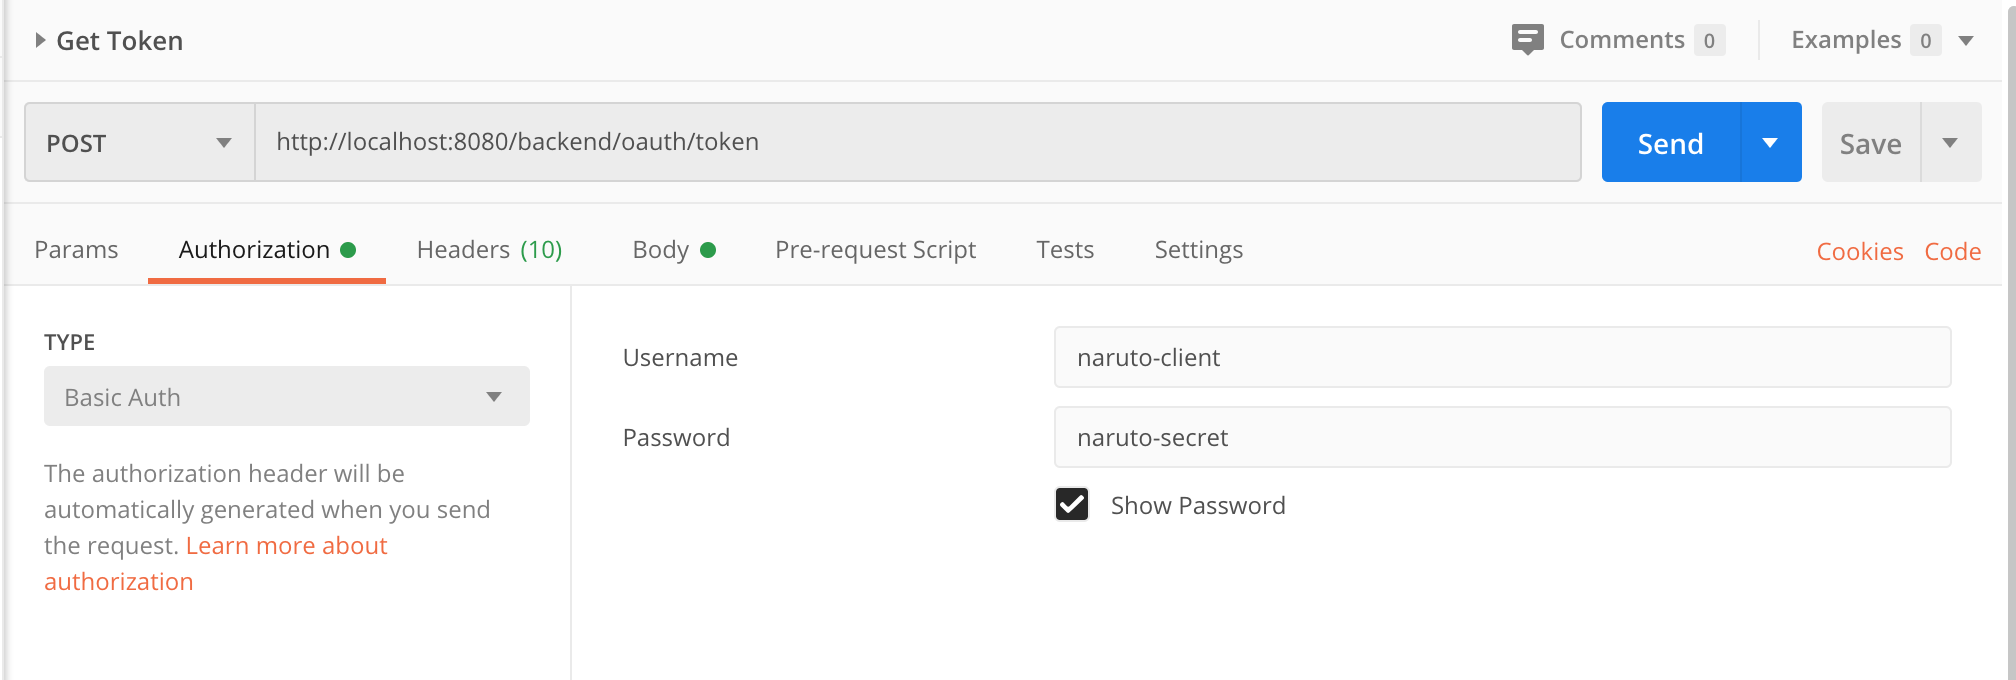 Get Token
Comments 0
Examples 0
POST
http://localhost:8080/backend/oauth/token
Send
Save
Params
Authorization
Headers (10)
Body
Pre-request Script
Tests
Settings
Cookies
Code
TYPE
Basic Auth
The authorization header will be
automatically generated when you send
the request. Learn more about
authorization
Username
naruto-client
Password
naruto-secret
Show Password